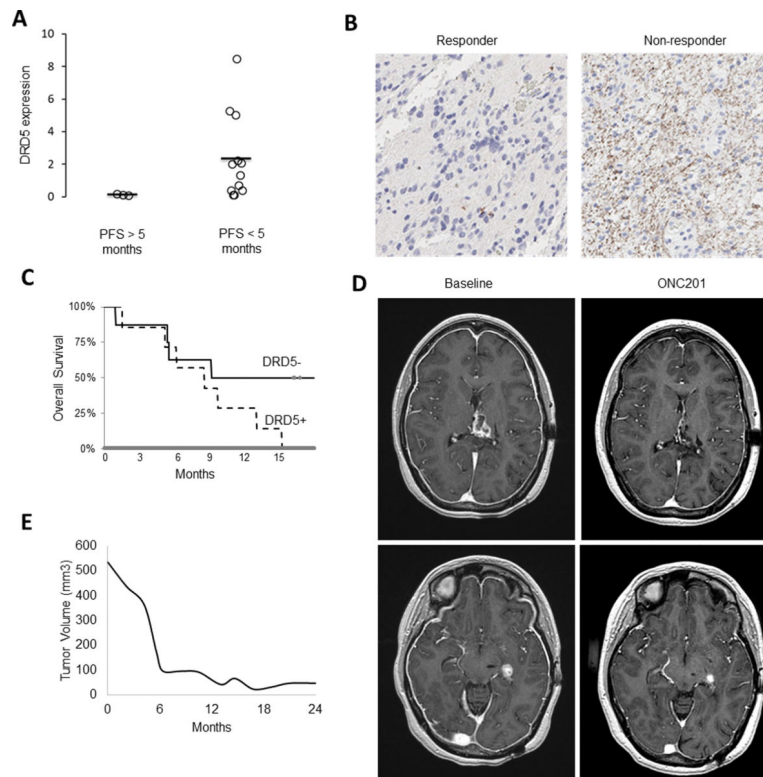 A
DRD5 expression
10
8
6
4
2
0
PFS > 5
months
PFS < 5
months
B
Responder
Non-responder
C
Overall Survival
100%
75%
50%
25%
0%
DRD5-
DRD5+
0
3
6
9
12
15
Months
D
Baseline
ONC201
E
Tumor Volume (mm3)
600
500
400
300
200
100
0
0
6
12
18
24
Months